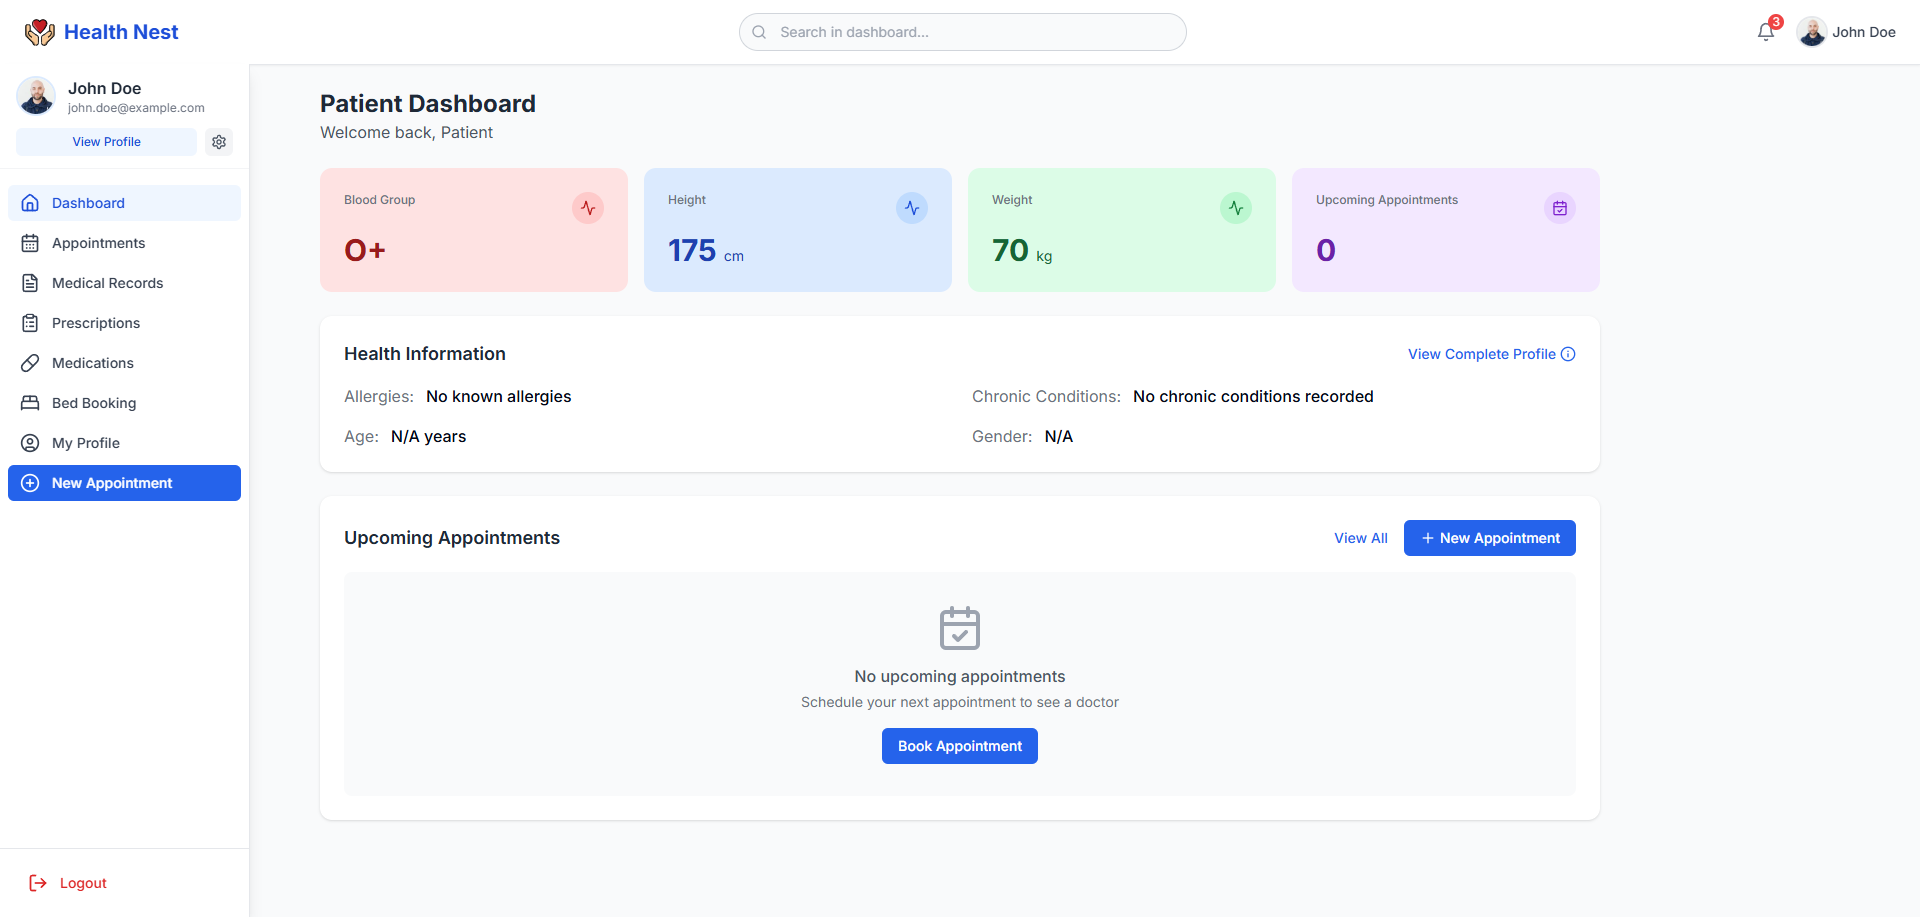 Health Nest
Search in dashboard...
3
John Doe
John Doe
john.doe@example.com
View Profile
Dashboard
Appointments
Medical Records
Prescriptions
Medications
Bed Booking
My Profile
New Appointment
Logout
Patient Dashboard
Welcome back, Patient
Blood Group
O+
Height
175 cm
Weight
70 kg
Upcoming Appointments
0
Health Information
View Complete Profile
Allergies: No known allergies
Chronic Conditions: No chronic conditions recorded
Age: N/A years
Gender: N/A
Upcoming Appointments
View All
New Appointment
No upcoming appointments
Schedule your next appointment to see a doctor
Book Appointment